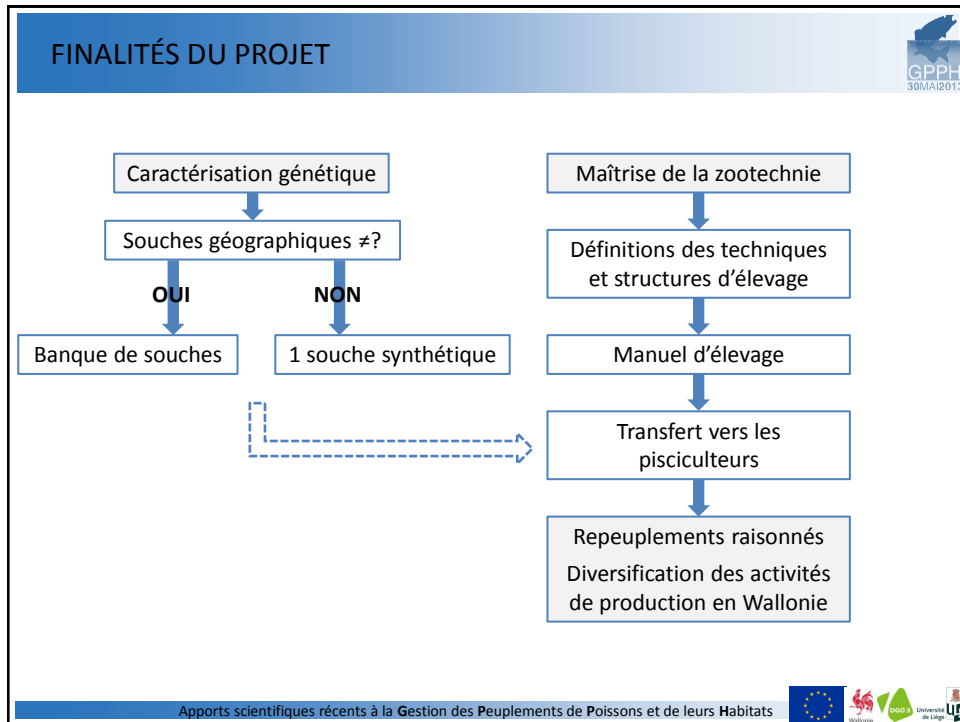 FINALITÉS DU PROJET
GPPH
30MAI2013
Caractérisation génétique
Souches géographiques ≠?
OUI
NON
Banque de souches
1 souche synthétique
Maîtrise de la zootechnie
Définitions des techniques
et structures d'élevage
Manuel d'élevage
Transfert vers les
pisciculteurs
Repeuplements raisonnés
Diversification des activités
de production en Wallonie
Apports scientifiques récents à la Gestion des Peuplements de Poissons et de leurs Habitats
Wallonie
DGO 3
Université
de Liège